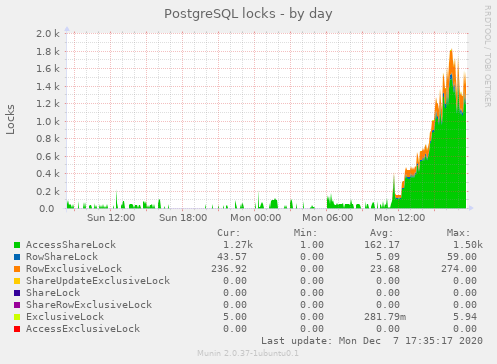 PostgreSQL locks - by day
RRDTOOL / TOBI OETIKER
Locks
2.0 k
1.8 k
1.6 k
1.4 k
1.2 k
1.0 k
0.8 k
0.6 k
0.4 k
0.2 k
0.0
Sun 12:00 Sun 18:00 Mon 00:00 Mon 06:00 Mon 12:00
Cur: Min: Avg: Max:
AccessShareLock 1.27k 1.00 162.17 1.50k
RowShareLock 43.57 0.00 5.09 59.00
RowExclusiveLock 236.92 0.00 23.68 274.00
ShareUpdateExclusiveLock 0.00 0.00 0.00 0.00
ShareLock 0.00 0.00 0.00 0.00
ShareRowExclusiveLock 0.00 0.00 0.00 0.00
ExclusiveLock 5.00 0.00 281.79m 5.94
AccessExclusiveLock 0.00 0.00 0.00 0.00
Last update: Mon Dec 7 17:35:17 2020
Munin 2.0.37-1ubuntu0.1